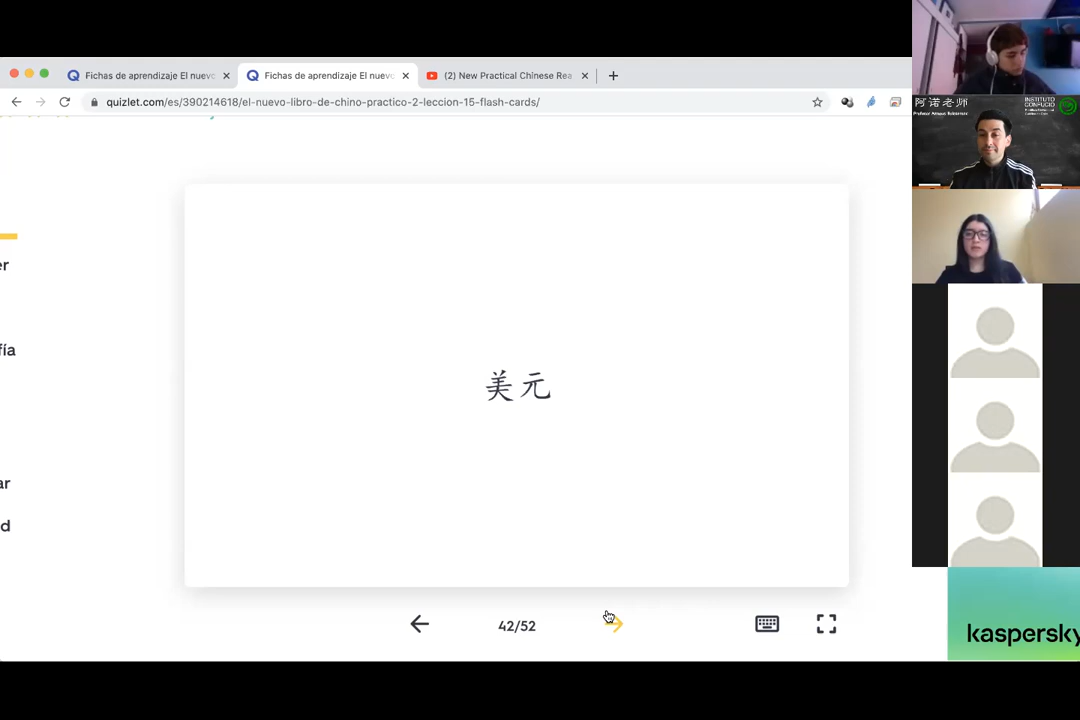 Fichas de aprendizaje El nuevo
Fichas de aprendizaje El nuev
(2) New Practical Chinese Rea
quizlet.com/es/390214618/el-nuevo-libro-de-chino-practico-2-leccion-15-flash-cards/
er
fía
ar
d
美元
42/52
阿诺老师
INSTITUTO
CONFUCIO
kaspersky